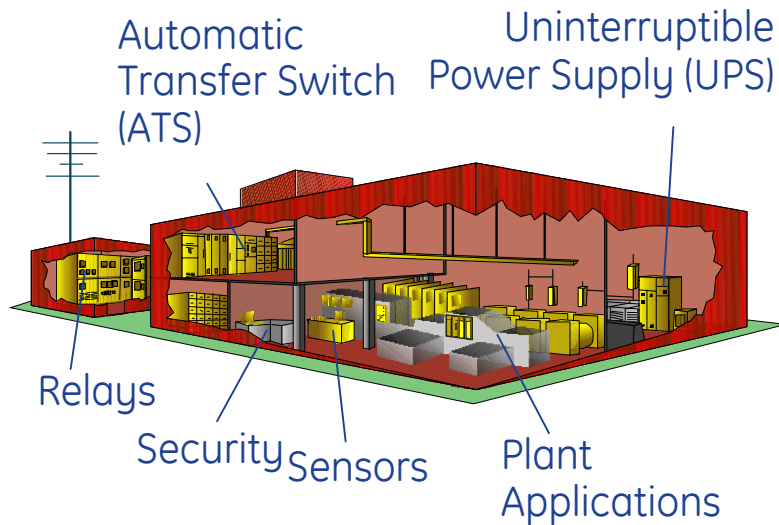 Automatic
Transfer Switch
(ATS)
Uninterruptible
Power Supply (UPS)
Relays
Security
Sensors
Plant
Applications